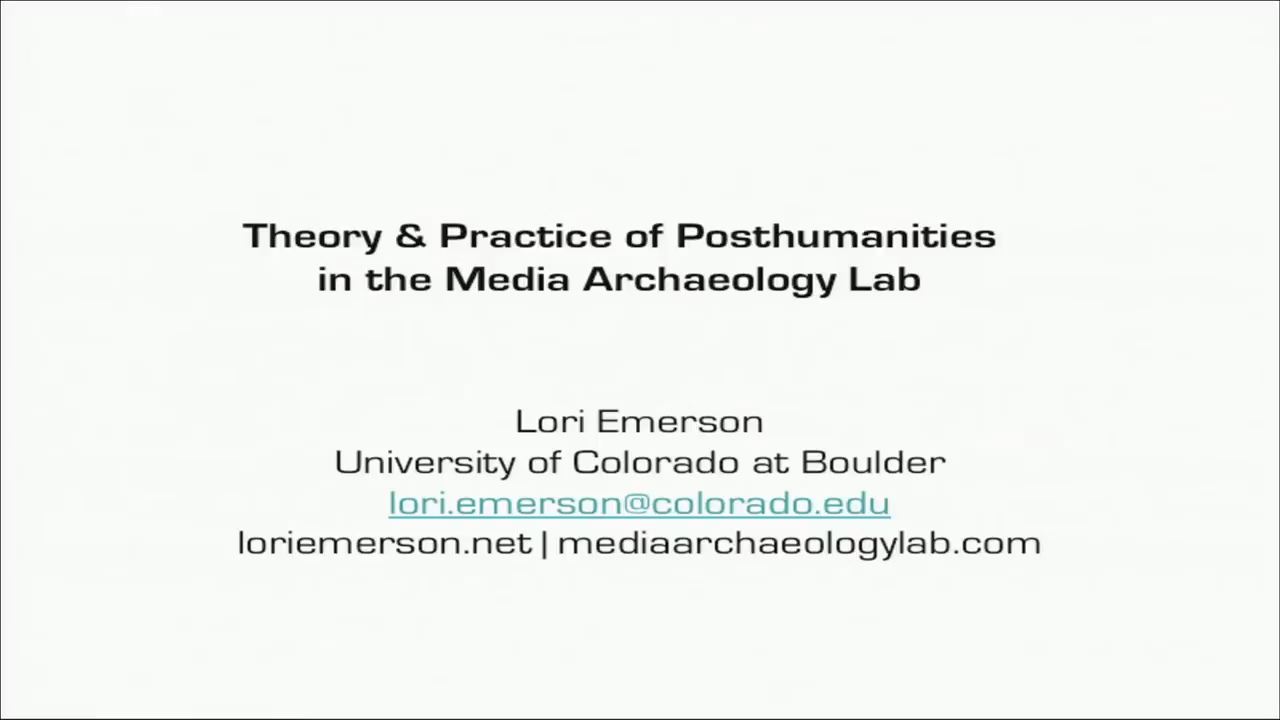 Theory & Practice of Posthumanities
in the Media Archaeology Lab
Lori Emerson
University of Colorado at Boulder
lori.emerson@colorado.edu
loriemerson.net | mediaarchaeologylab.com